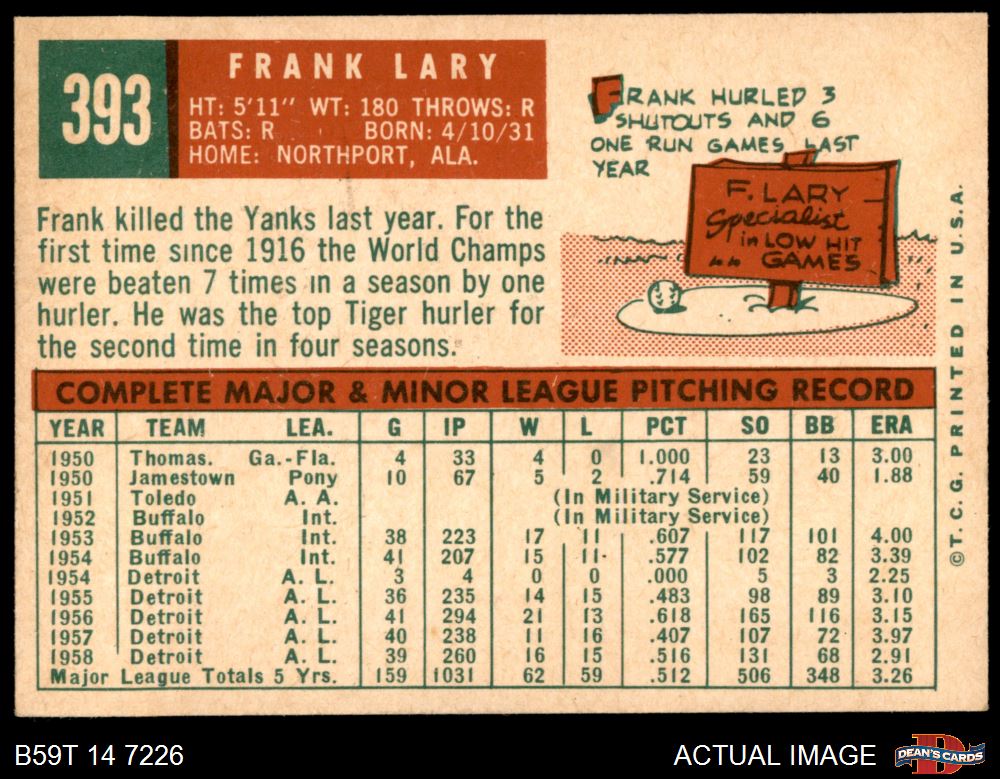 393
FRANK LARY
HT: 5'11" WT: 180 THROWS: R
BATS: R BORN: 4/10/31
HOME: NORTHPORT, ALA.
Frank killed the Yanks last year. For the
first time since 1916 the World Champs
were beaten 7 times in a season by one
hurler. He was the top Tiger hurler for
the second time in four seasons.
FRANK HURLED 3
SHUTOUTS AND 6
ONE RUN GAMES LAST
YEAR
F. LARY
Specialist
in LOW HIT
GAMES
COMPLETE MAJOR & MINOR LEAGUE PITCHING RECORD
YEAR TEAM LEA. G IP W L PCT SO BB ERA
1950 Thomas. Ga.-Fla. 4 33 4 0 1.000 23 13 3.00
1950 Jamestown Pony 10 67 5 2 .714 59 40 1.88
1951 Toledo A. A. (In Military Service)
1952 Buffalo Int. (In Military Service)
1953 Buffalo Int. 38 223 17 11 .607 117 101 4.00
1954 Buffalo Int. 41 207 15 11 .577 102 82 3.39
1954 Detroit A. L. 3 4 0 0 .000 5 3 2.25
1955 Detroit A. L. 36 235 14 15 .483 98 89 3.10
1956 Detroit A. L. 41 294 21 13 .618 165 116 3.15
1957 Detroit A. L. 40 238 11 16 .407 107 72 3.97
1958 Detroit A. L. 39 260 16 15 .516 131 68 2.91
Major League Totals 5 Yrs. 159 1031 62 59 .512 506 348 3.26
© T. C. G. PRINTED IN U.S.A.
B59T 14 7226
ACTUAL IMAGE
D
DEAN'S CARDS